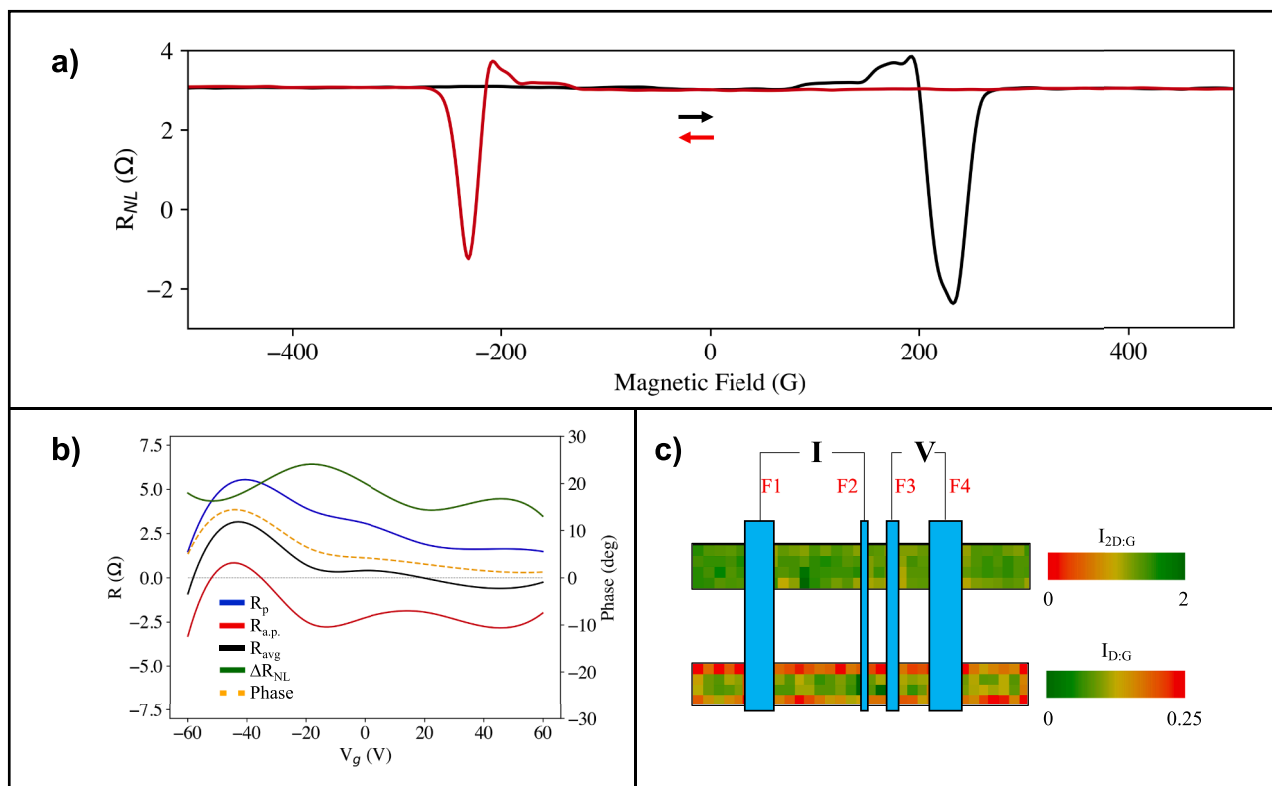 a)
4
2
0
−2
R_NL (Ω)
−400
−200
0
200
400
Magnetic Field (G)
b)
7.5
5.0
2.5
0.0
−2.5
−5.0
−7.5
R (Ω)
30
20
10
0
−10
−20
−30
Phase (deg)
R_p
R_a.p.
R_avg
ΔR_NL
Phase
−60
−40
−20
0
20
40
60
V_g (V)
c)
I
V
F1
F2
F3
F4
I_2D:G
0
2
I_D:G
0
0.25